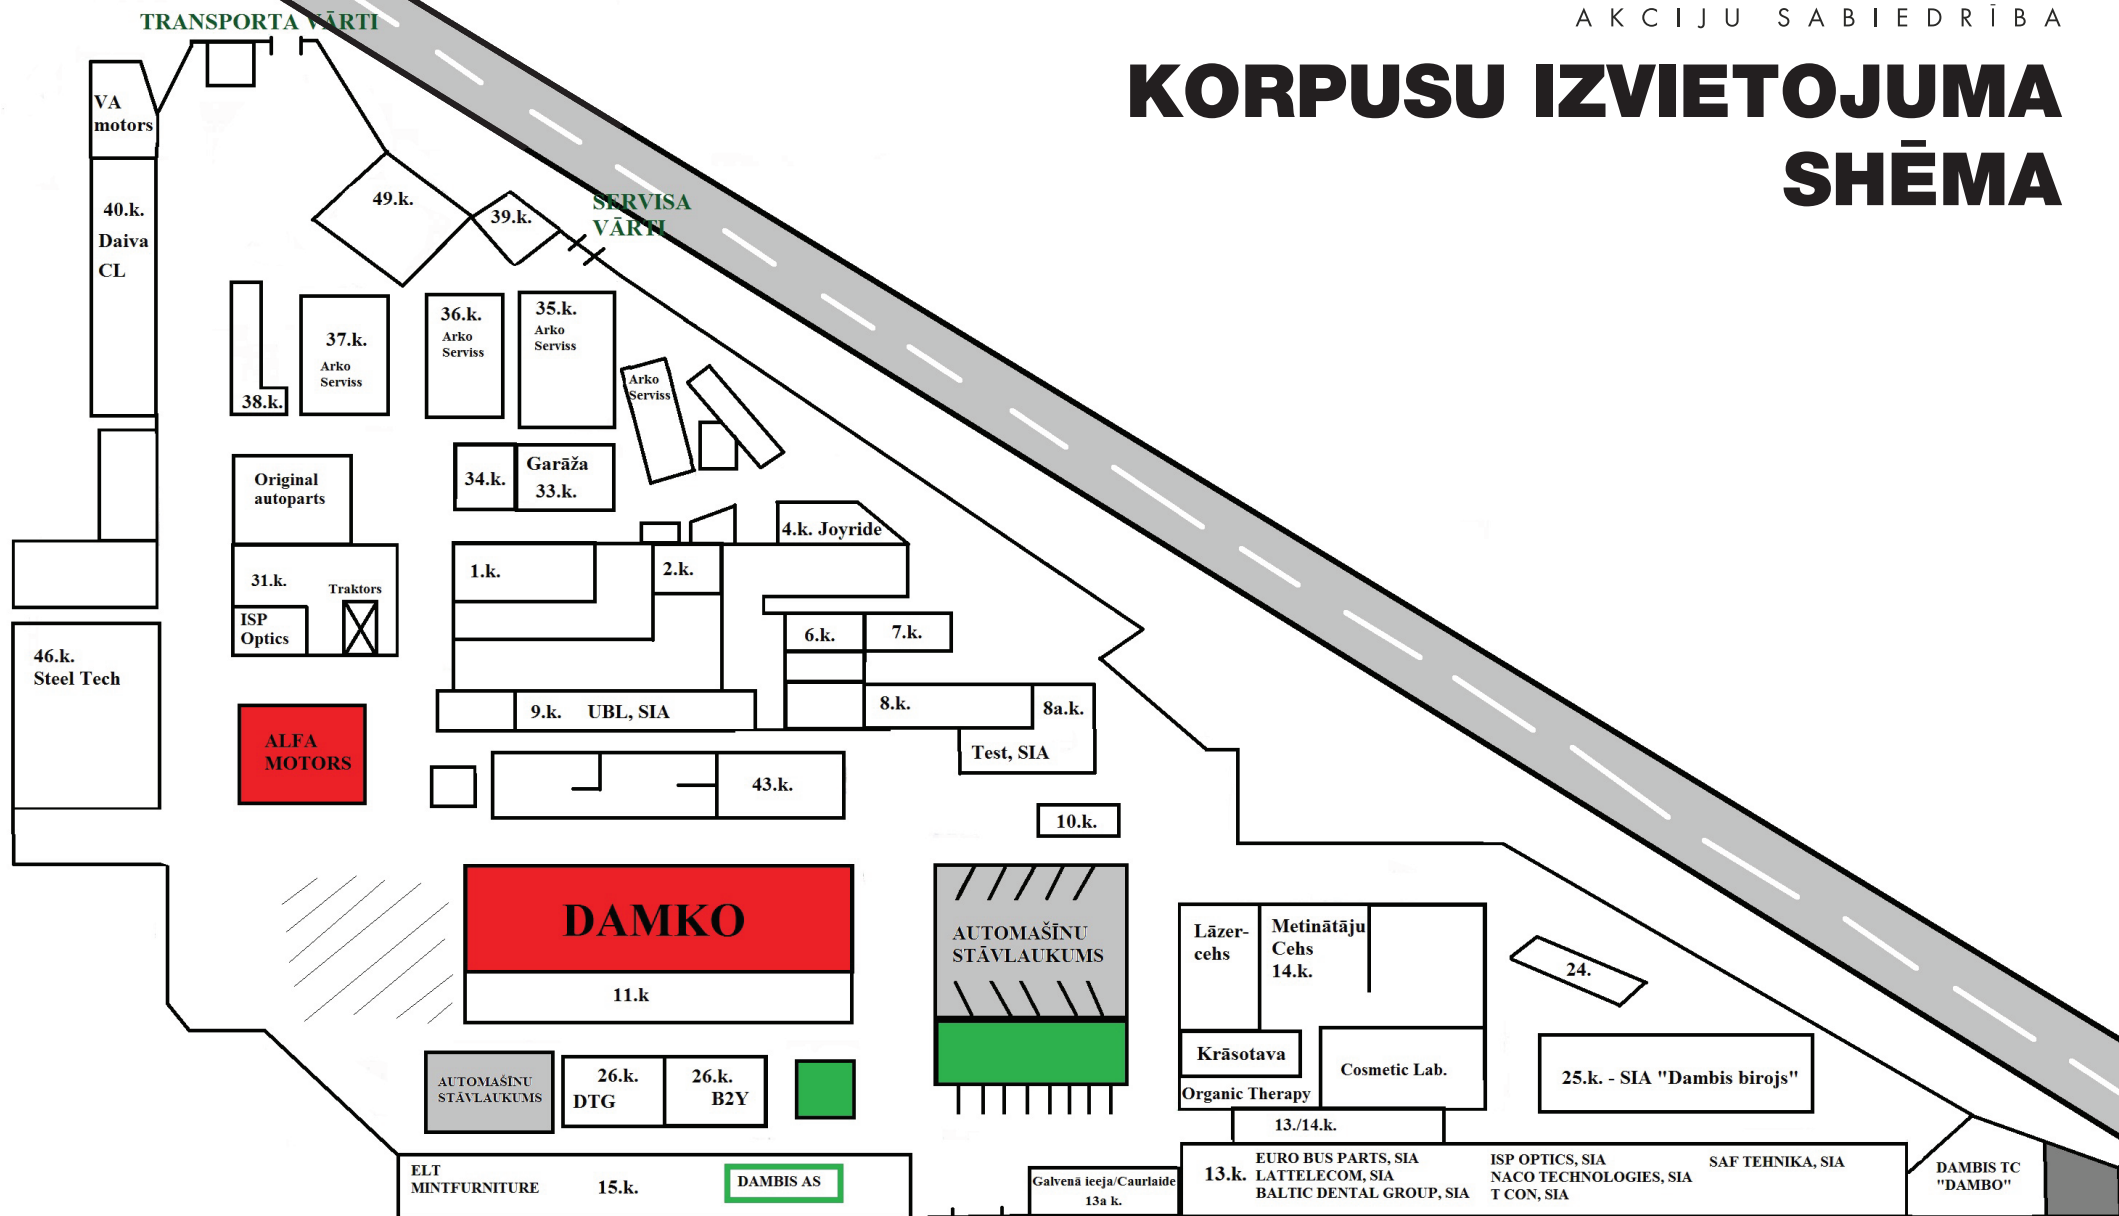 AKCIJU SABIEDRĪBA
KORPUSU IZVIETOJUMA
SHĒMA
TRANSPORTA VĀRTI
VA
motors
40.k.
Daiva
CL
49.k.
39.k.
SERVISA
VĀRTI
38.k.
37.k.
Arko
Serviss
36.k.
Arko
Serviss
35.k.
Arko
Serviss
Arko
Serviss
Original
autoparts
34.k.
Garāža
33.k.
4.k. Joyride
31.k.
Traktors
ISP
Optics
1.k.
2.k.
6.k.
7.k.
46.k.
Steel Tech
9.k. UBL, SIA
8.k.
8a.k.
Test, SIA
ALFA
MOTORS
43.k.
10.k.
DAMKO
11.k
AUTOMAŠĪNU
STĀVLAUKUMS
Lāzer-
cehs
Metinātāju
Cehs
14.k.
24.
Krāsotava
Organic Therapy
Cosmetic Lab.
25.k. - SIA "Dambis birojs"
AUTOMAŠĪNU
STĀVLAUKUMS
26.k.
DTG
26.k.
B2Y
13./14.k.
ELT
MINTFURNITURE
15.k.
DAMBIS AS
Galvenā ieeja/Caurlaide
13a k.
13.k.
EURO BUS PARTS, SIA
LATTELECOM, SIA
BALTIC DENTAL GROUP, SIA
ISP OPTICS, SIA
NACO TECHNOLOGIES, SIA
T CON, SIA
SAF TEHNIKA, SIA
DAMBIS TC
"DAMBO"